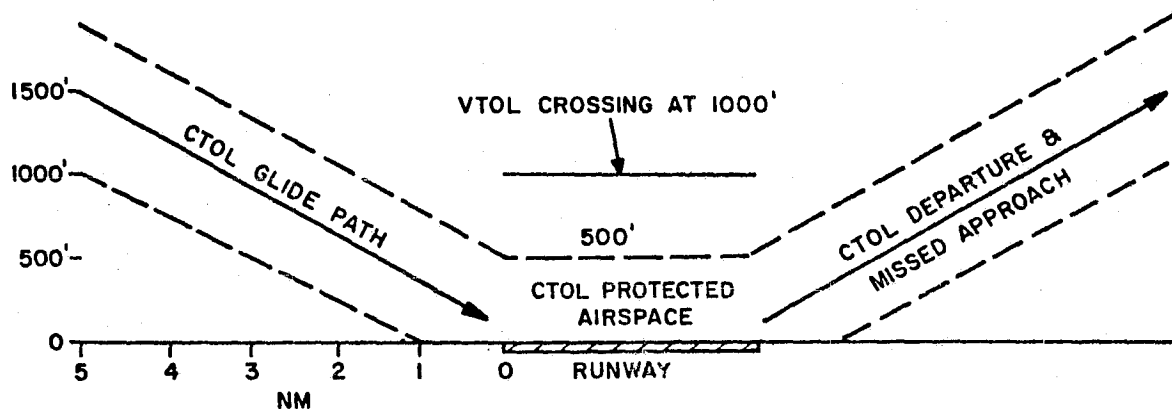 1500'
1000'
500'
0
CTOL GLIDE PATH
VTOL CROSSING AT 1000'
500'
CTOL PROTECTED
AIRSPACE
CTOL DEPARTURE &
MISSED APPROACH
5 4 3 2 1 0 RUNWAY
NM